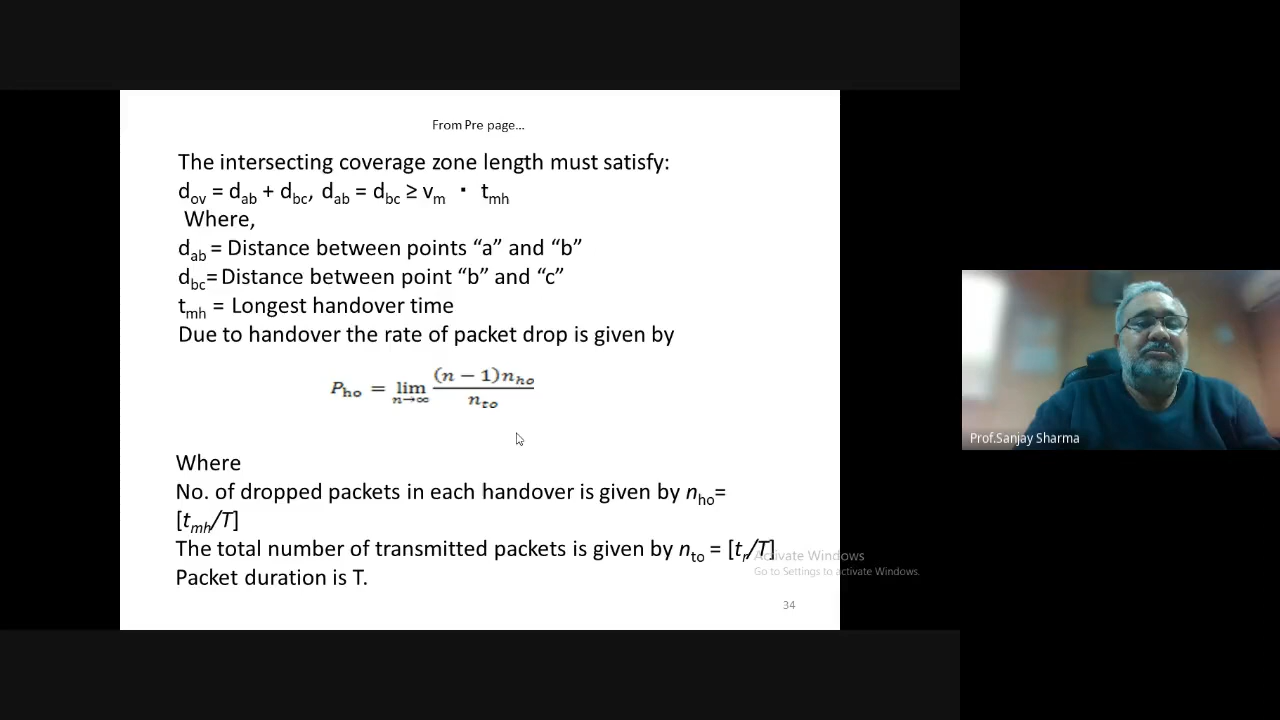 From Pre page...
The intersecting coverage zone length must satisfy:
dov = dab + dbc, dab = dbc ≥ vm · tmh
Where,
dab = Distance between points “a” and “b”
dbc= Distance between point “b” and “c”
tmh = Longest handover time
Due to handover the rate of packet drop is given by
Pho = lim n→∞ (n − 1)nho / nto
Where
No. of dropped packets in each handover is given by nho=
[tmh/T]
The total number of transmitted packets is given by nto = [tr/T]
Packet duration is T.
34
Activate Windows
Go to Settings to activate Windows.
Prof.Sanjay Sharma